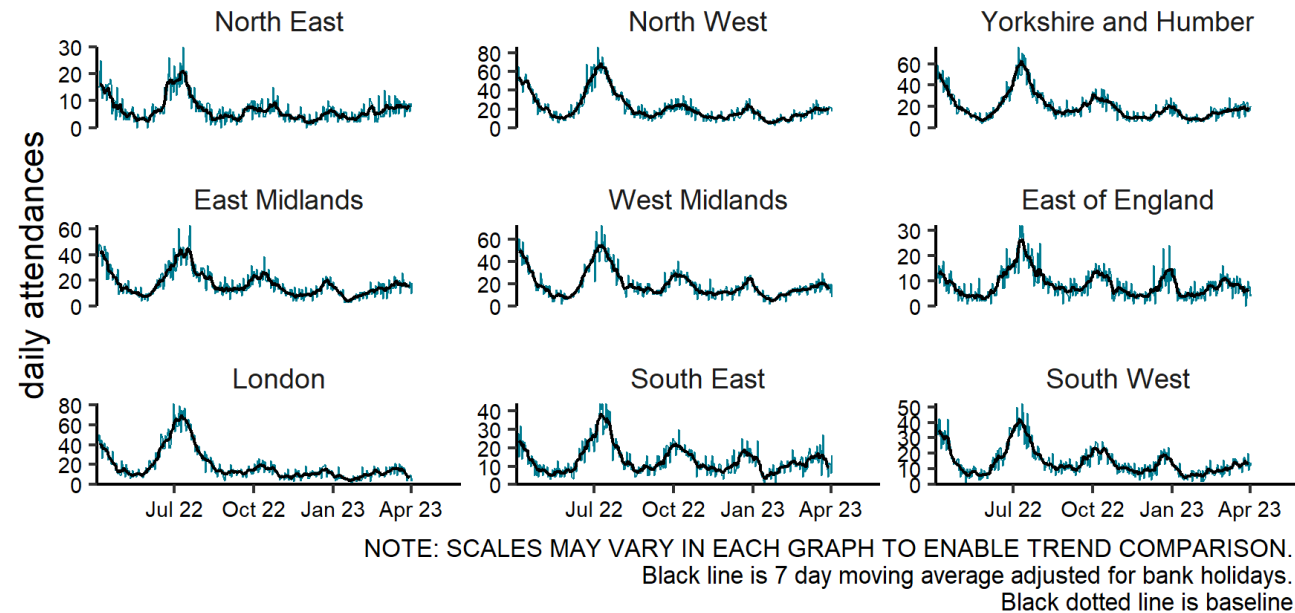 North East
North West
Yorkshire and Humber
30
20
10
0
80
60
40
20
0
60
40
20
0
daily attendances
East Midlands
West Midlands
East of England
60
40
20
0
60
40
20
0
30
20
10
0
London
South East
South West
80
60
40
20
0
40
30
20
10
0
50
40
30
20
10
0
Jul 22 Oct 22 Jan 23 Apr 23
Jul 22 Oct 22 Jan 23 Apr 23
Jul 22 Oct 22 Jan 23 Apr 23
NOTE: SCALES MAY VARY IN EACH GRAPH TO ENABLE TREND COMPARISON.
Black line is 7 day moving average adjusted for bank holidays.
Black dotted line is baseline